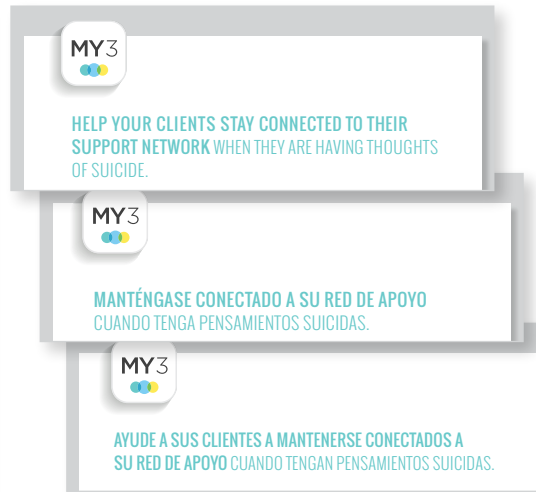 MY3
HELP YOUR CLIENTS STAY CONNECTED TO THEIR
SUPPORT NETWORK WHEN THEY ARE HAVING THOUGHTS
OF SUICIDE.
MY3
MANTÉNGASE CONECTADO A SU RED DE APOYO
CUANDO TENGA PENSAMIENTOS SUICIDAS.
MY3
AYUDE A SUS CLIENTES A MANTENERSE CONECTADOS A
SU RED DE APOYO CUANDO TENGAN PENSAMIENTOS SUICIDAS.